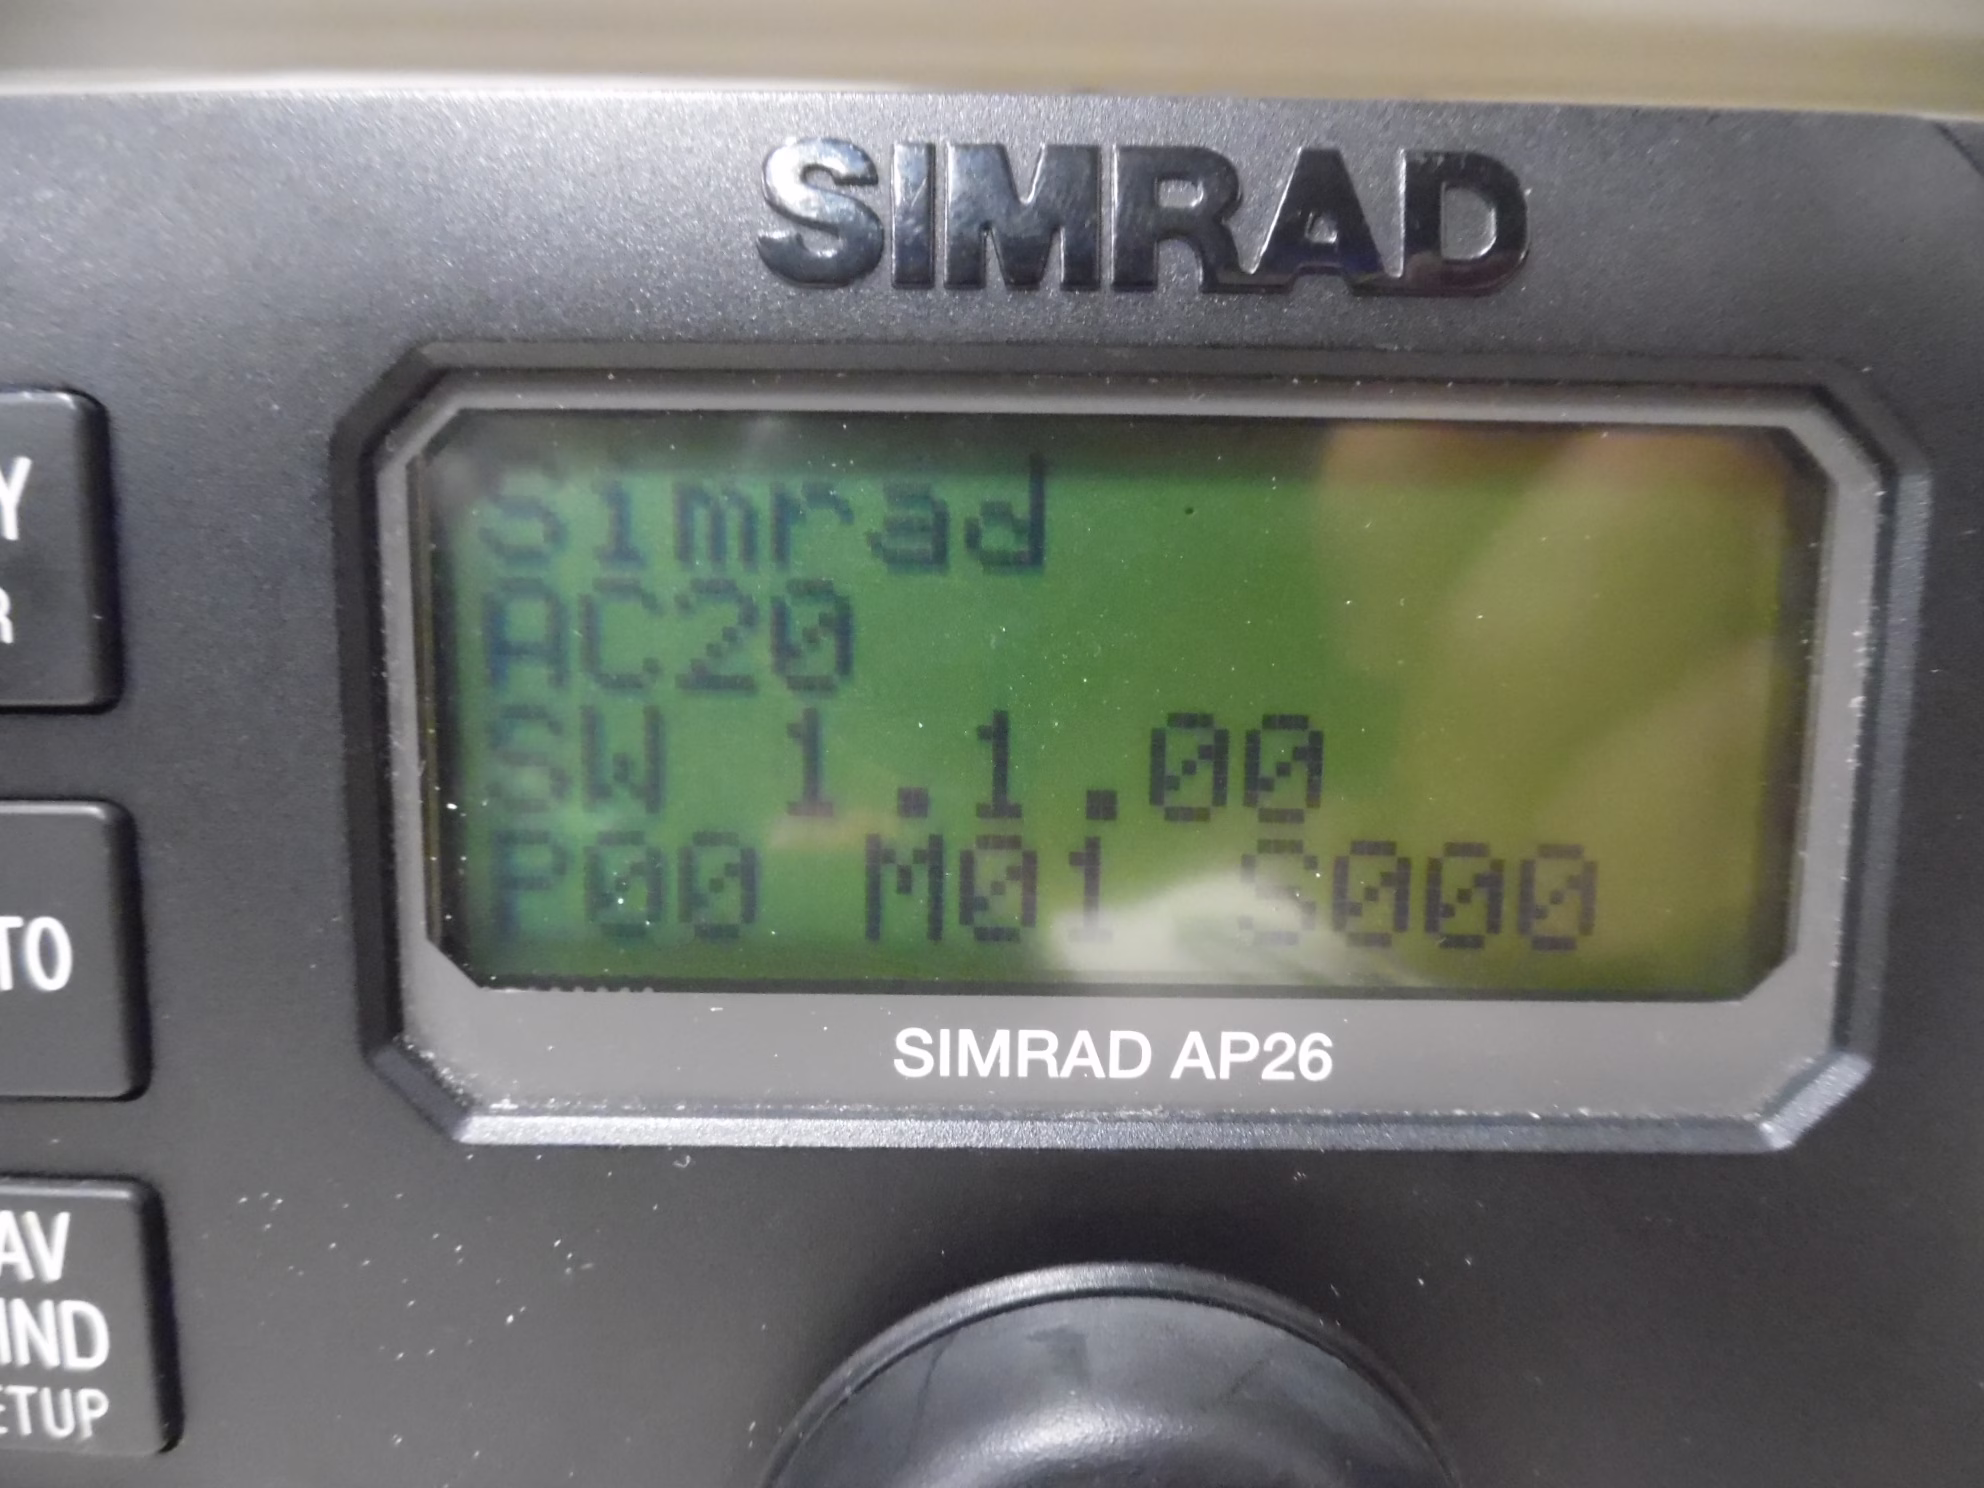 SIMRAD
Simrad
AC20
SW 1.1.00
P00 M01 S000
SIMRAD AP26
Y
R
TO
AV
IND
ETUP